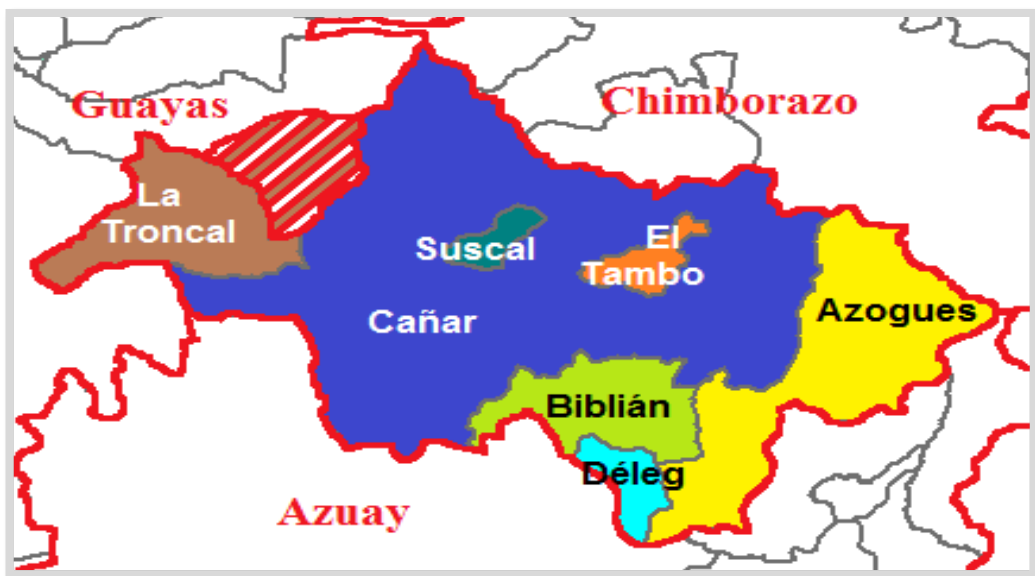 Guayas
Chimborazo
La
Troncal
Suscal
El
Tambo
Cañar
Azogues
Biblián
Déleg
Azuay